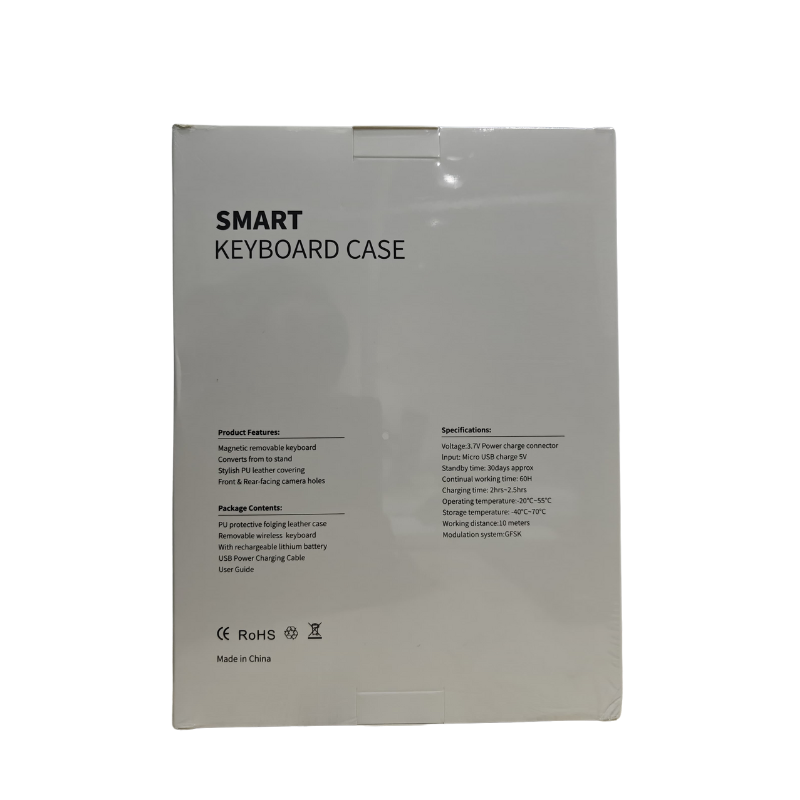 SMART
KEYBOARD CASE
Product Features:
Magnetic removable keyboard
Converts from to stand
Stylish PU leather covering
Front & Rear-facing camera holes
Package Contents:
PU protective folging leather case
Removable wireless keyboard
With rechargeable lithium battery
USB Power Charging Cable
User Guide
Specifications:
Voltage:3.7V Power charge connector
Input: Micro USB charge 5V
Standby time: 30days approx
Continual working time: 60H
Charging time: 2hrs~2.5hrs
Operating temperature:-20°C~55°C
Storage temperature: -40°C~70°C
Working distance:10 meters
Modulation system:GFSK
CE RoHS
Made in China